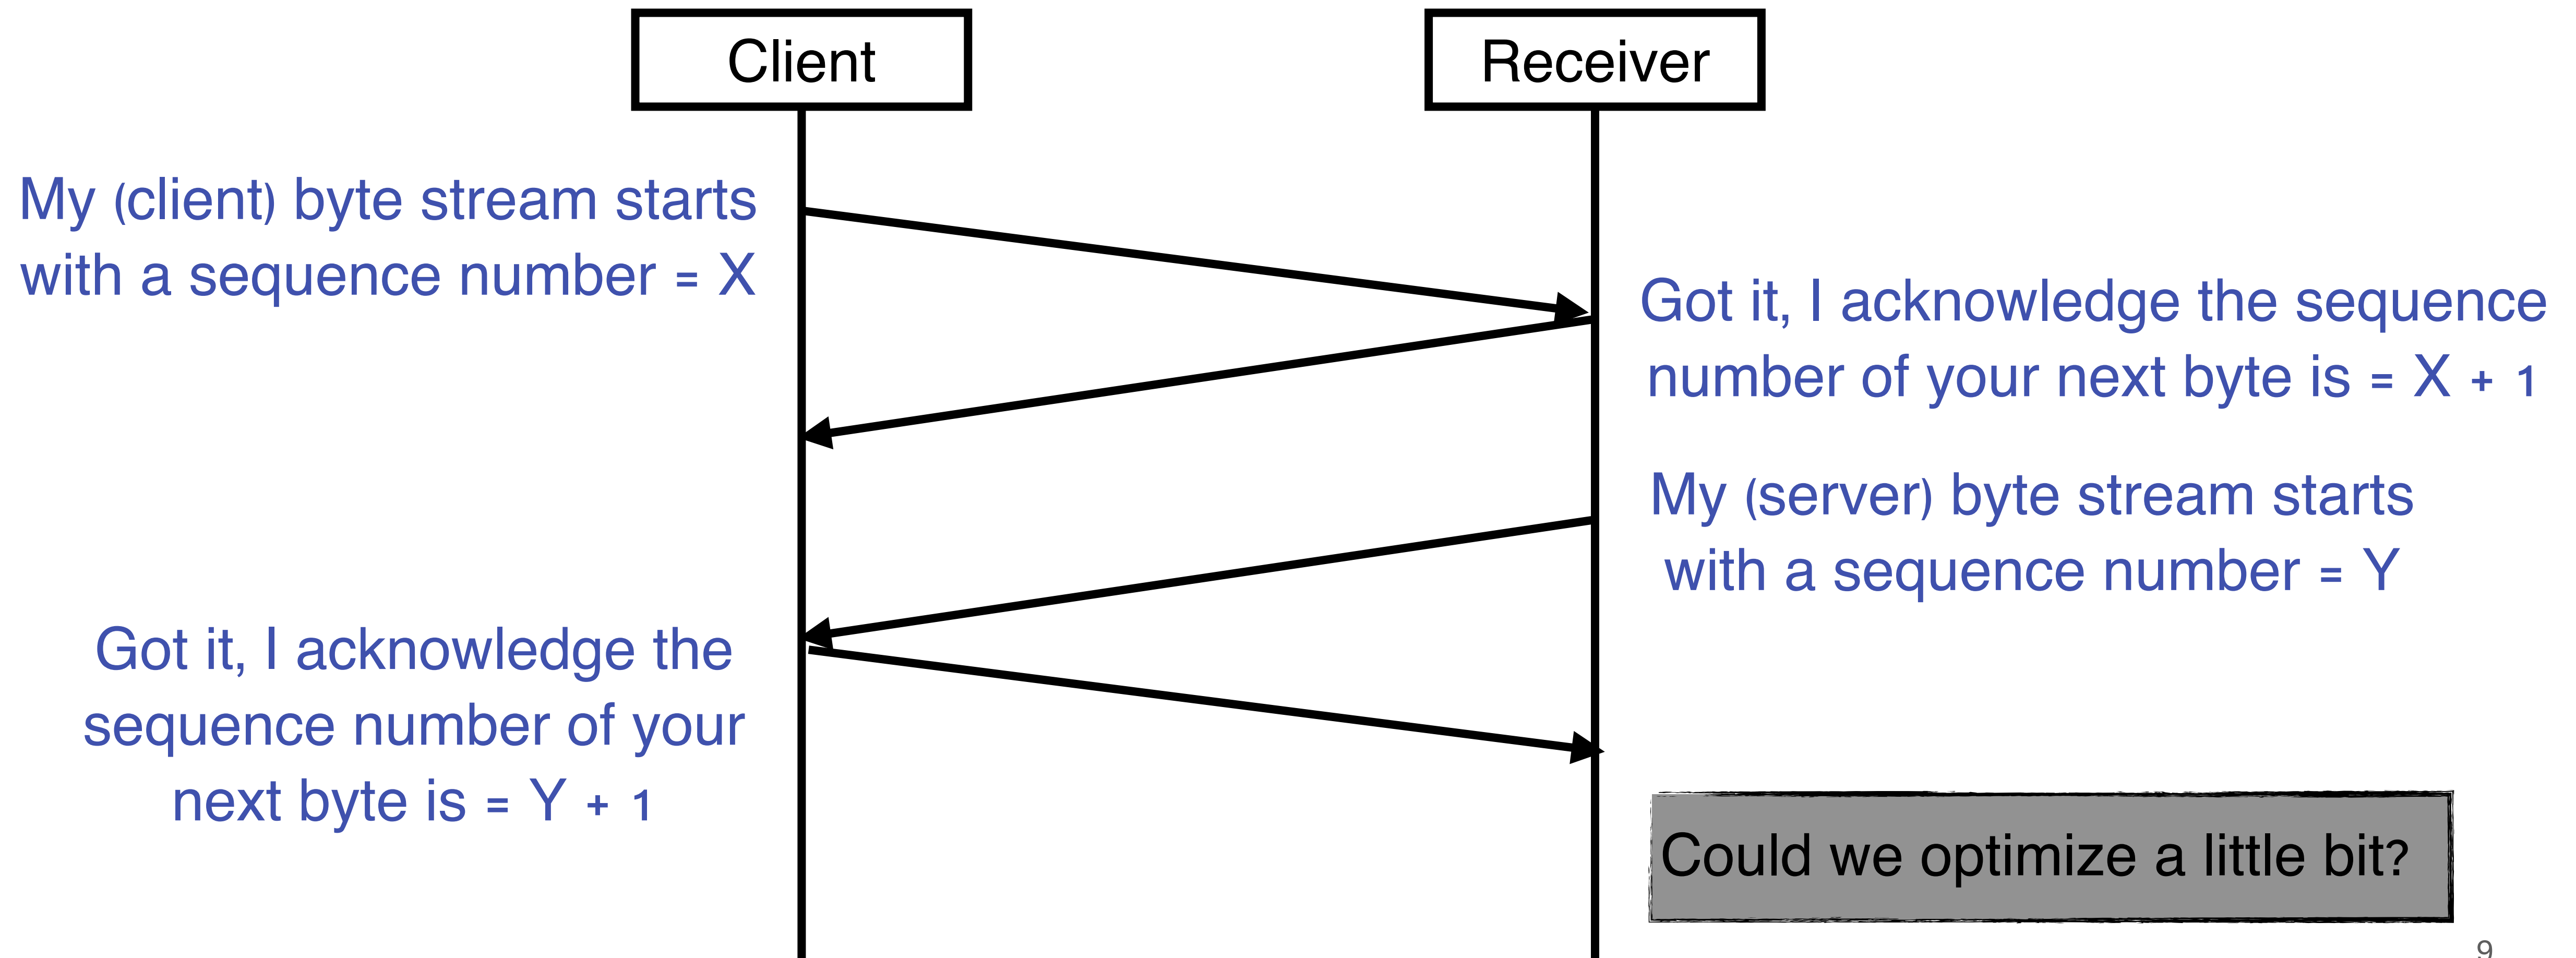 Client
Receiver
My (client) byte stream starts
with a sequence number = X
Got it, I acknowledge the sequence
number of your next byte is = X + 1
My (server) byte stream starts
with a sequence number = Y
Got it, I acknowledge the
sequence number of your
next byte is = Y + 1
Could we optimize a little bit?
9